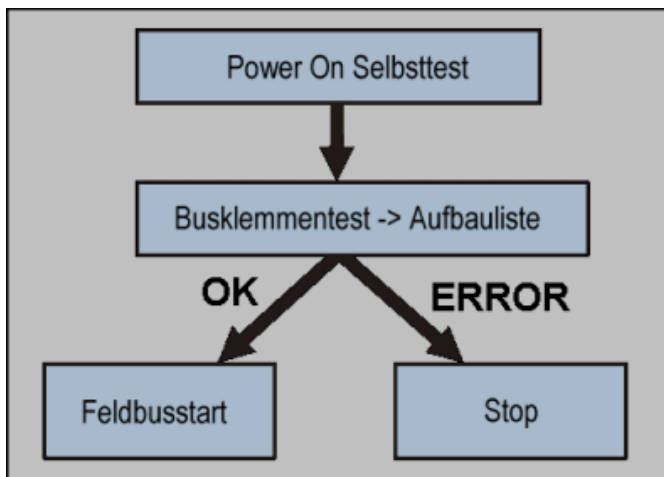 Power On Selbsttest
Busklemmentest -> Aufbauliste
OK
ERROR
Feldbusstart
Stop